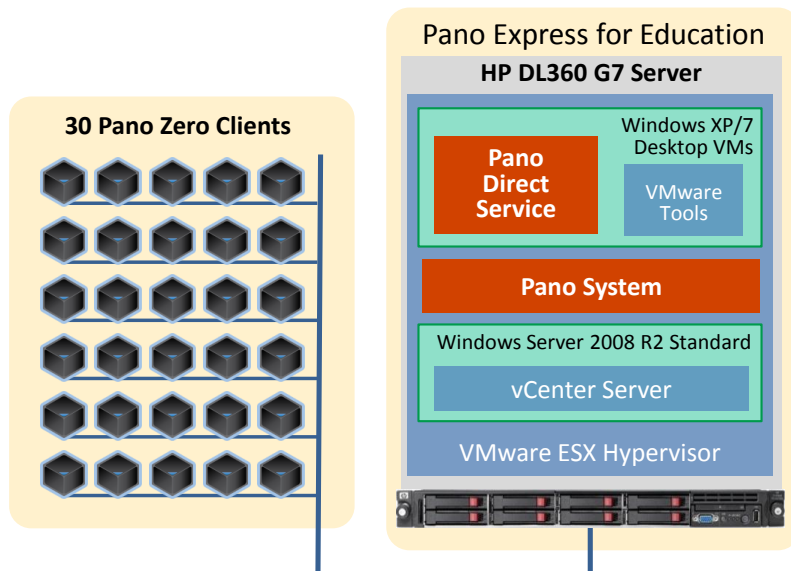 Pano Express for Education
HP DL360 G7 Server
30 Pano Zero Clients
Windows XP/7
Desktop VMs
Pano
Direct
Service
VMware
Tools
Pano System
Windows Server 2008 R2 Standard
vCenter Server
VMware ESX Hypervisor